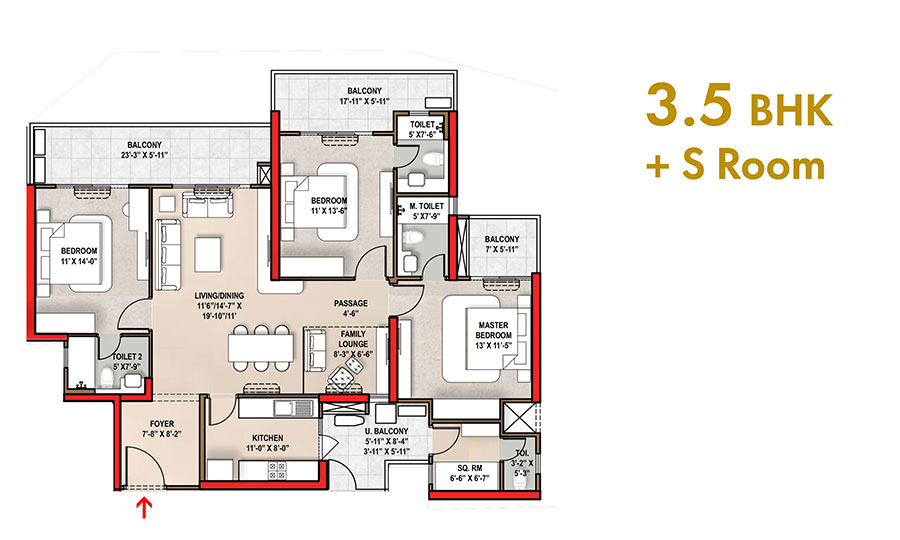 BALCONY
17'-11" X 5'-11"
3.5 BHK
+ S Room
TOILET
5' X7'-6"
BALCONY
23'-3" X 5'-11"
BEDROOM
11' X 13'-6"
M. TOILET
5' X7'-9"
BALCONY
7' X 5'-11"
BEDROOM
11' X 14'-0"
LIVING/DINING
11'6"/14'-7" X
19'-10"/11'
PASSAGE
4'-6"
MASTER
BEDROOM
13' X 11'-5"
FAMILY
LOUNGE
8'-3" X 6'-6"
TOILET 2
5' X7'-9"
FOYER
7'-8" X 8'-2"
KITCHEN
11'-0" X 8'-0"
U. BALCONY
5'-11" X 8'-4"
3'-11" X 5'-11"
SQ. RM
6'-6" X 6'-7"
TOI.
3'-2" X
5'-3"